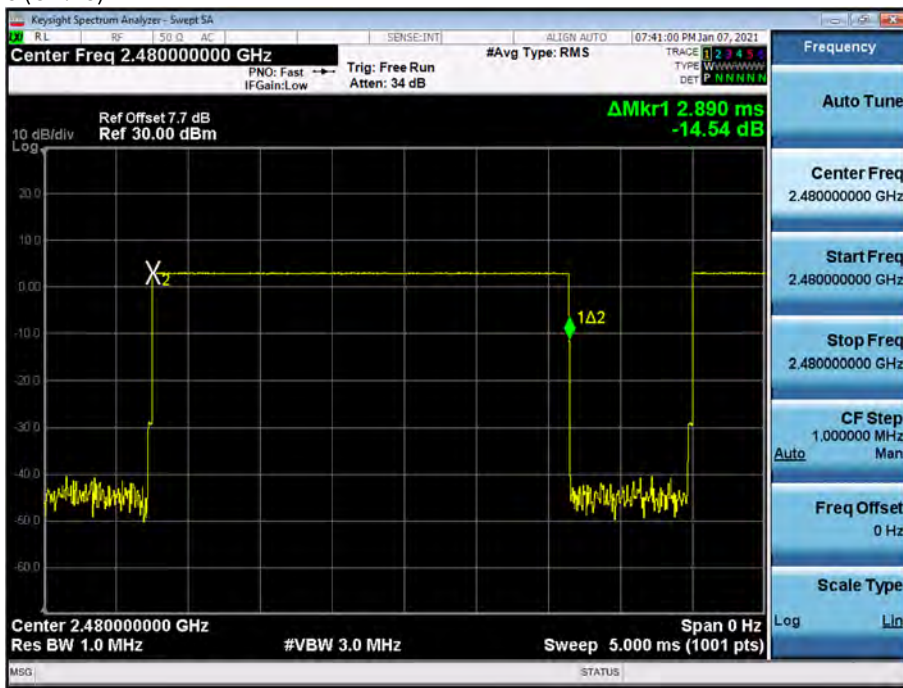 Keysight Spectrum Analyzer - Swept SA
RL RF 50 Ω AC SENSE:INT ALIGN AUTO 07:41:00 PM Jan 07, 2021
Center Freq 2.480000000 GHz
PNO: Fast
IFGain:Low
Trig: Free Run
Atten: 34 dB
#Avg Type: RMS
TRACE 1 2 3 4 5 6
TYPE WWWWWW
DET P N N N N N
ΔMkr1 2.890 ms
-14.54 dB
Ref Offset 7.7 dB
10 dB/div Ref 30.00 dBm
Log
20.0
10.0
0.00
-10.0
-20.0
-30.0
-40.0
-50.0
-60.0
X2
1Δ2
Center 2.480000000 GHz Span 0 Hz
Res BW 1.0 MHz #VBW 3.0 MHz Sweep 5.000 ms (1001 pts)
MSG STATUS
Frequency
Auto Tune
Center Freq
2.480000000 GHz
Start Freq
2.480000000 GHz
Stop Freq
2.480000000 GHz
CF Step
1.000000 MHz
Auto Man
Freq Offset
0 Hz
Scale Type
Log Lin